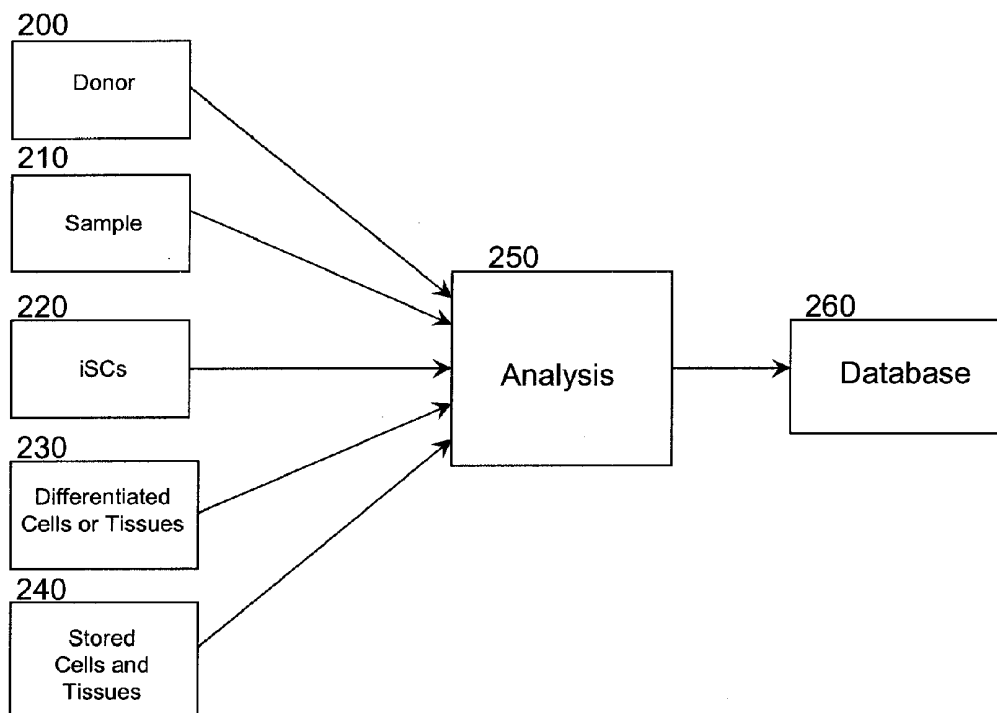 200
Donor
210
Sample
220
iSCs
230
Differentiated
Cells or Tissues
240
Stored
Cells and
Tissues
250
Analysis
260
Database